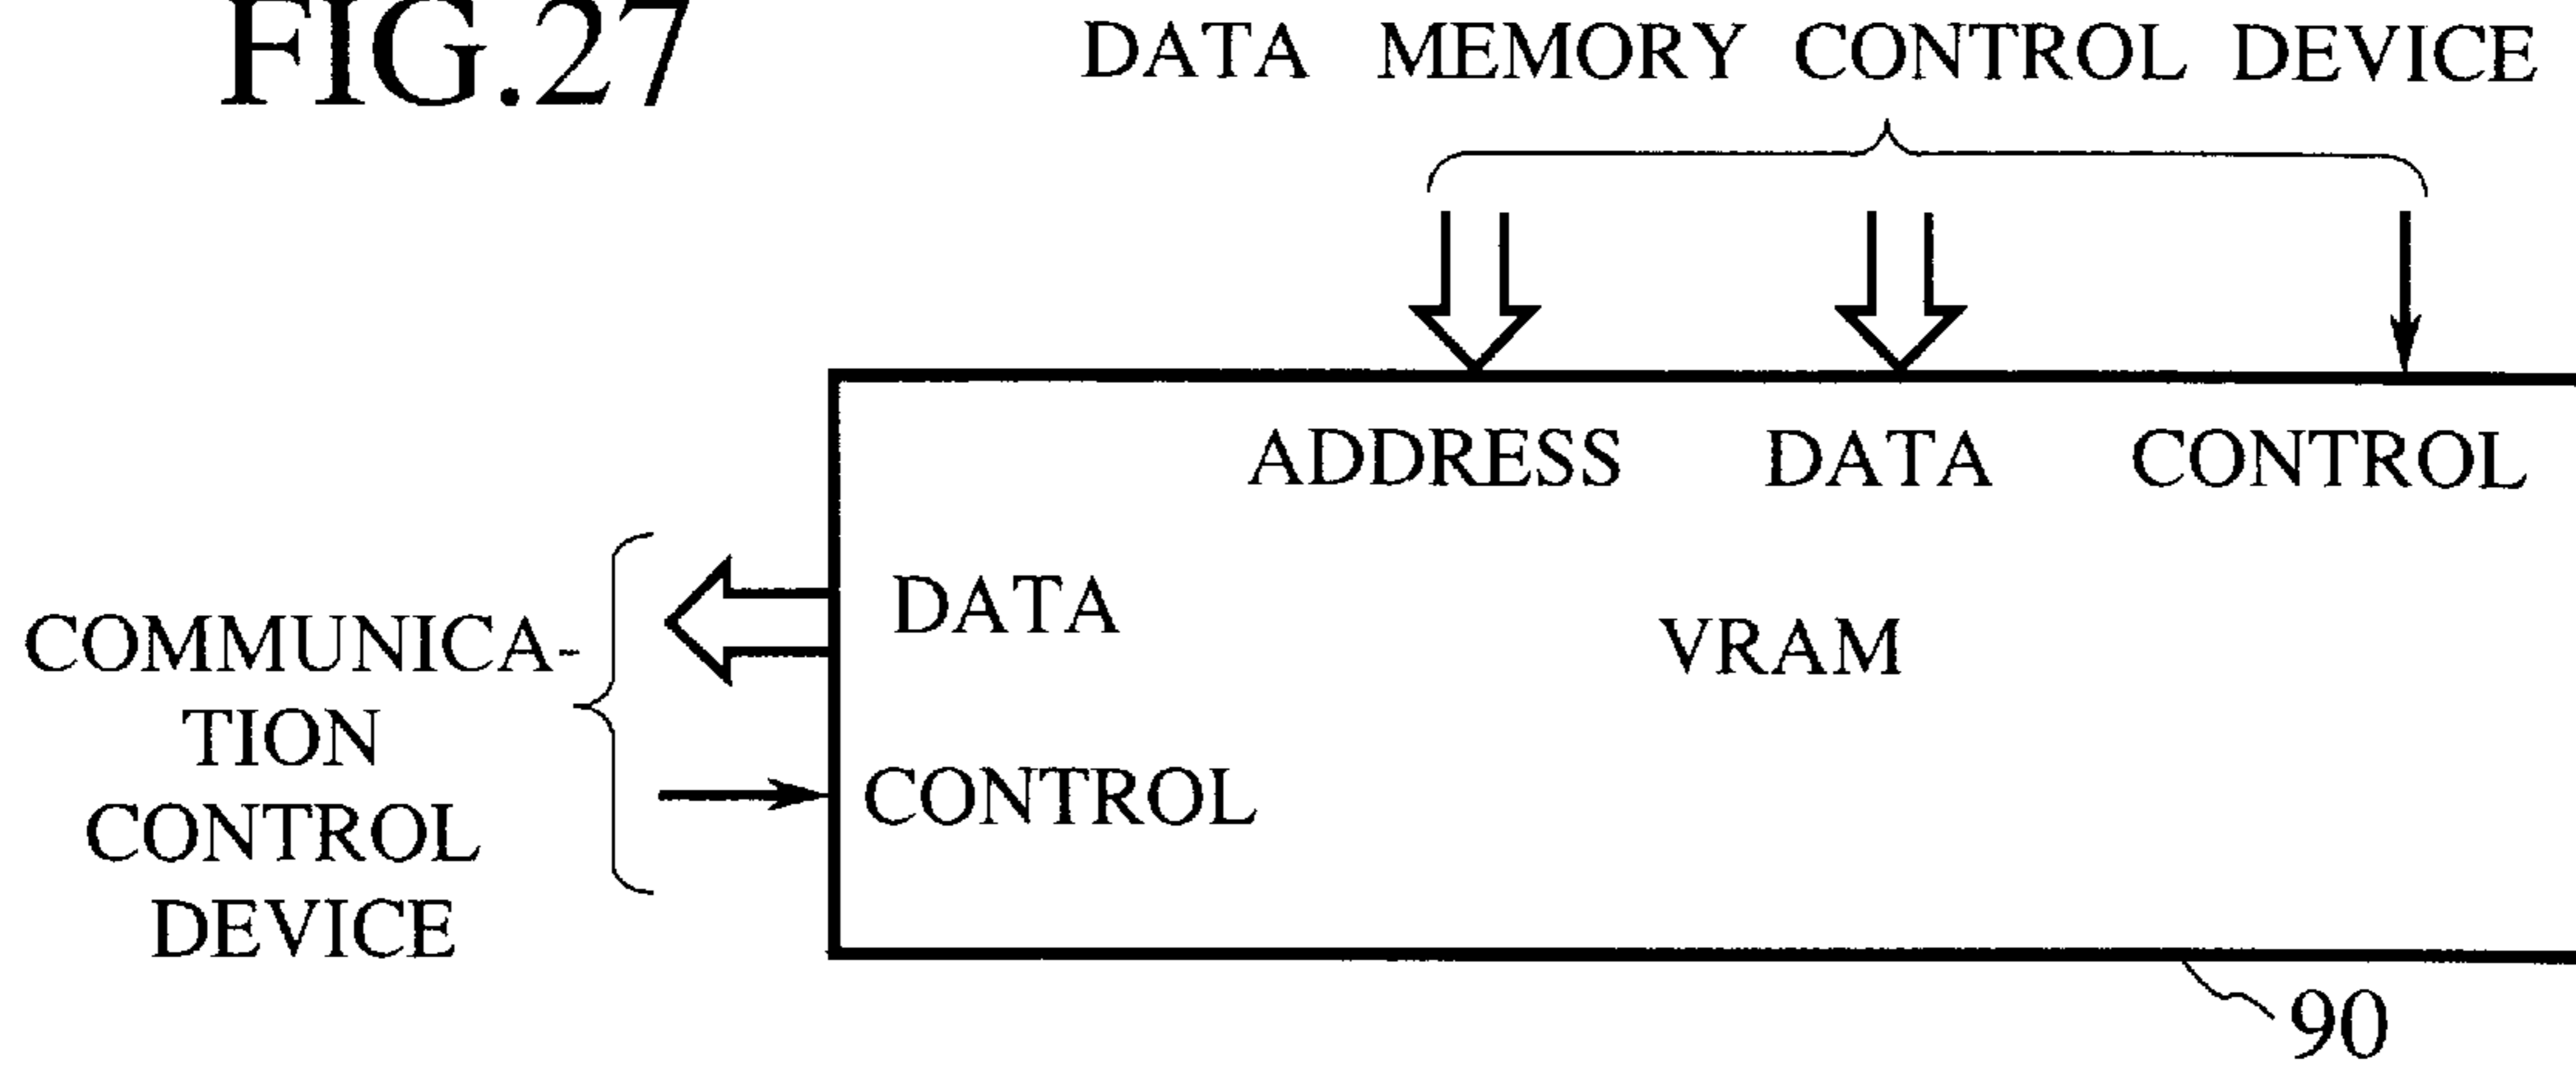 FIG.27
DATA MEMORY CONTROL DEVICE
ADDRESS DATA CONTROL
DATA
VRAM
COMMUNICA-
TION
CONTROL
DEVICE
CONTROL
90